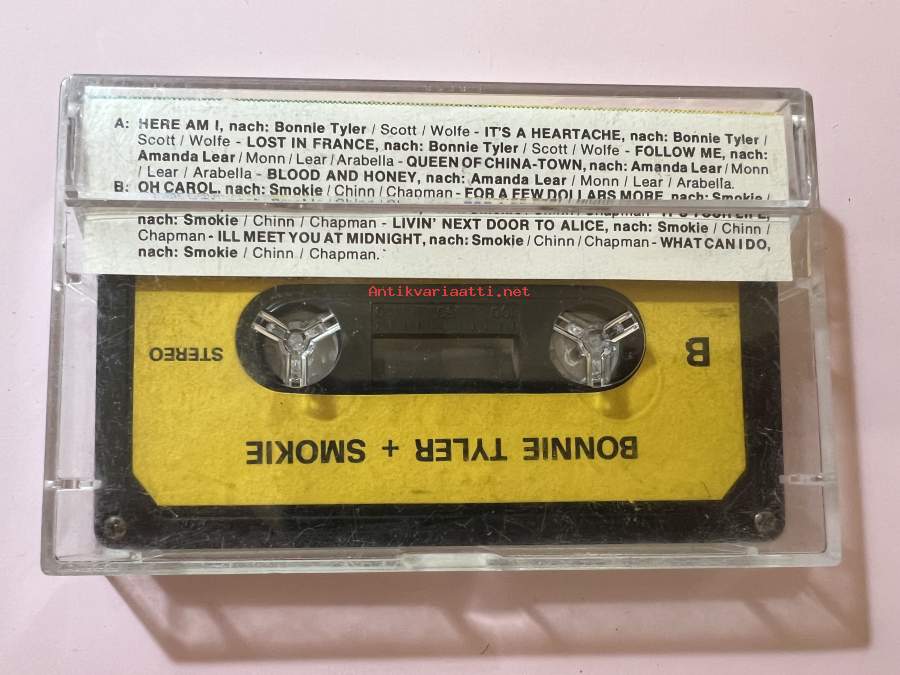 A: HERE AM I, nach: Bonnie Tyler / Scott / Wolfe - IT'S A HEARTACHE, nach: Bonnie Tyler /
Scott / Wolfe - LOST IN FRANCE, nach: Bonnie Tyler / Scott / Wolfe - FOLLOW ME, nach:
Amanda Lear / Monn / Lear / Arabella - QUEEN OF CHINA-TOWN, nach: Amanda Lear / Monn
/ Lear / Arabella - BLOOD AND HONEY, nach: Amanda Lear / Monn / Lear / Arabella.
B: OH CAROL, nach: Smokie / Chinn / Chapman - FOR A FEW DOLLARS MORE, nach: Smokie /
Chinn / Chapman - IT'S YOUR LIFE,
nach: Smokie / Chinn / Chapman - LIVIN' NEXT DOOR TO ALICE, nach: Smokie / Chinn /
Chapman - ILL MEET YOU AT MIDNIGHT, nach: Smokie / Chinn / Chapman - WHAT CAN I DO,
nach: Smokie / Chinn / Chapman.
Antikvariaatti.net
B
STEREO
BONNIE TYLER + SMOKIE